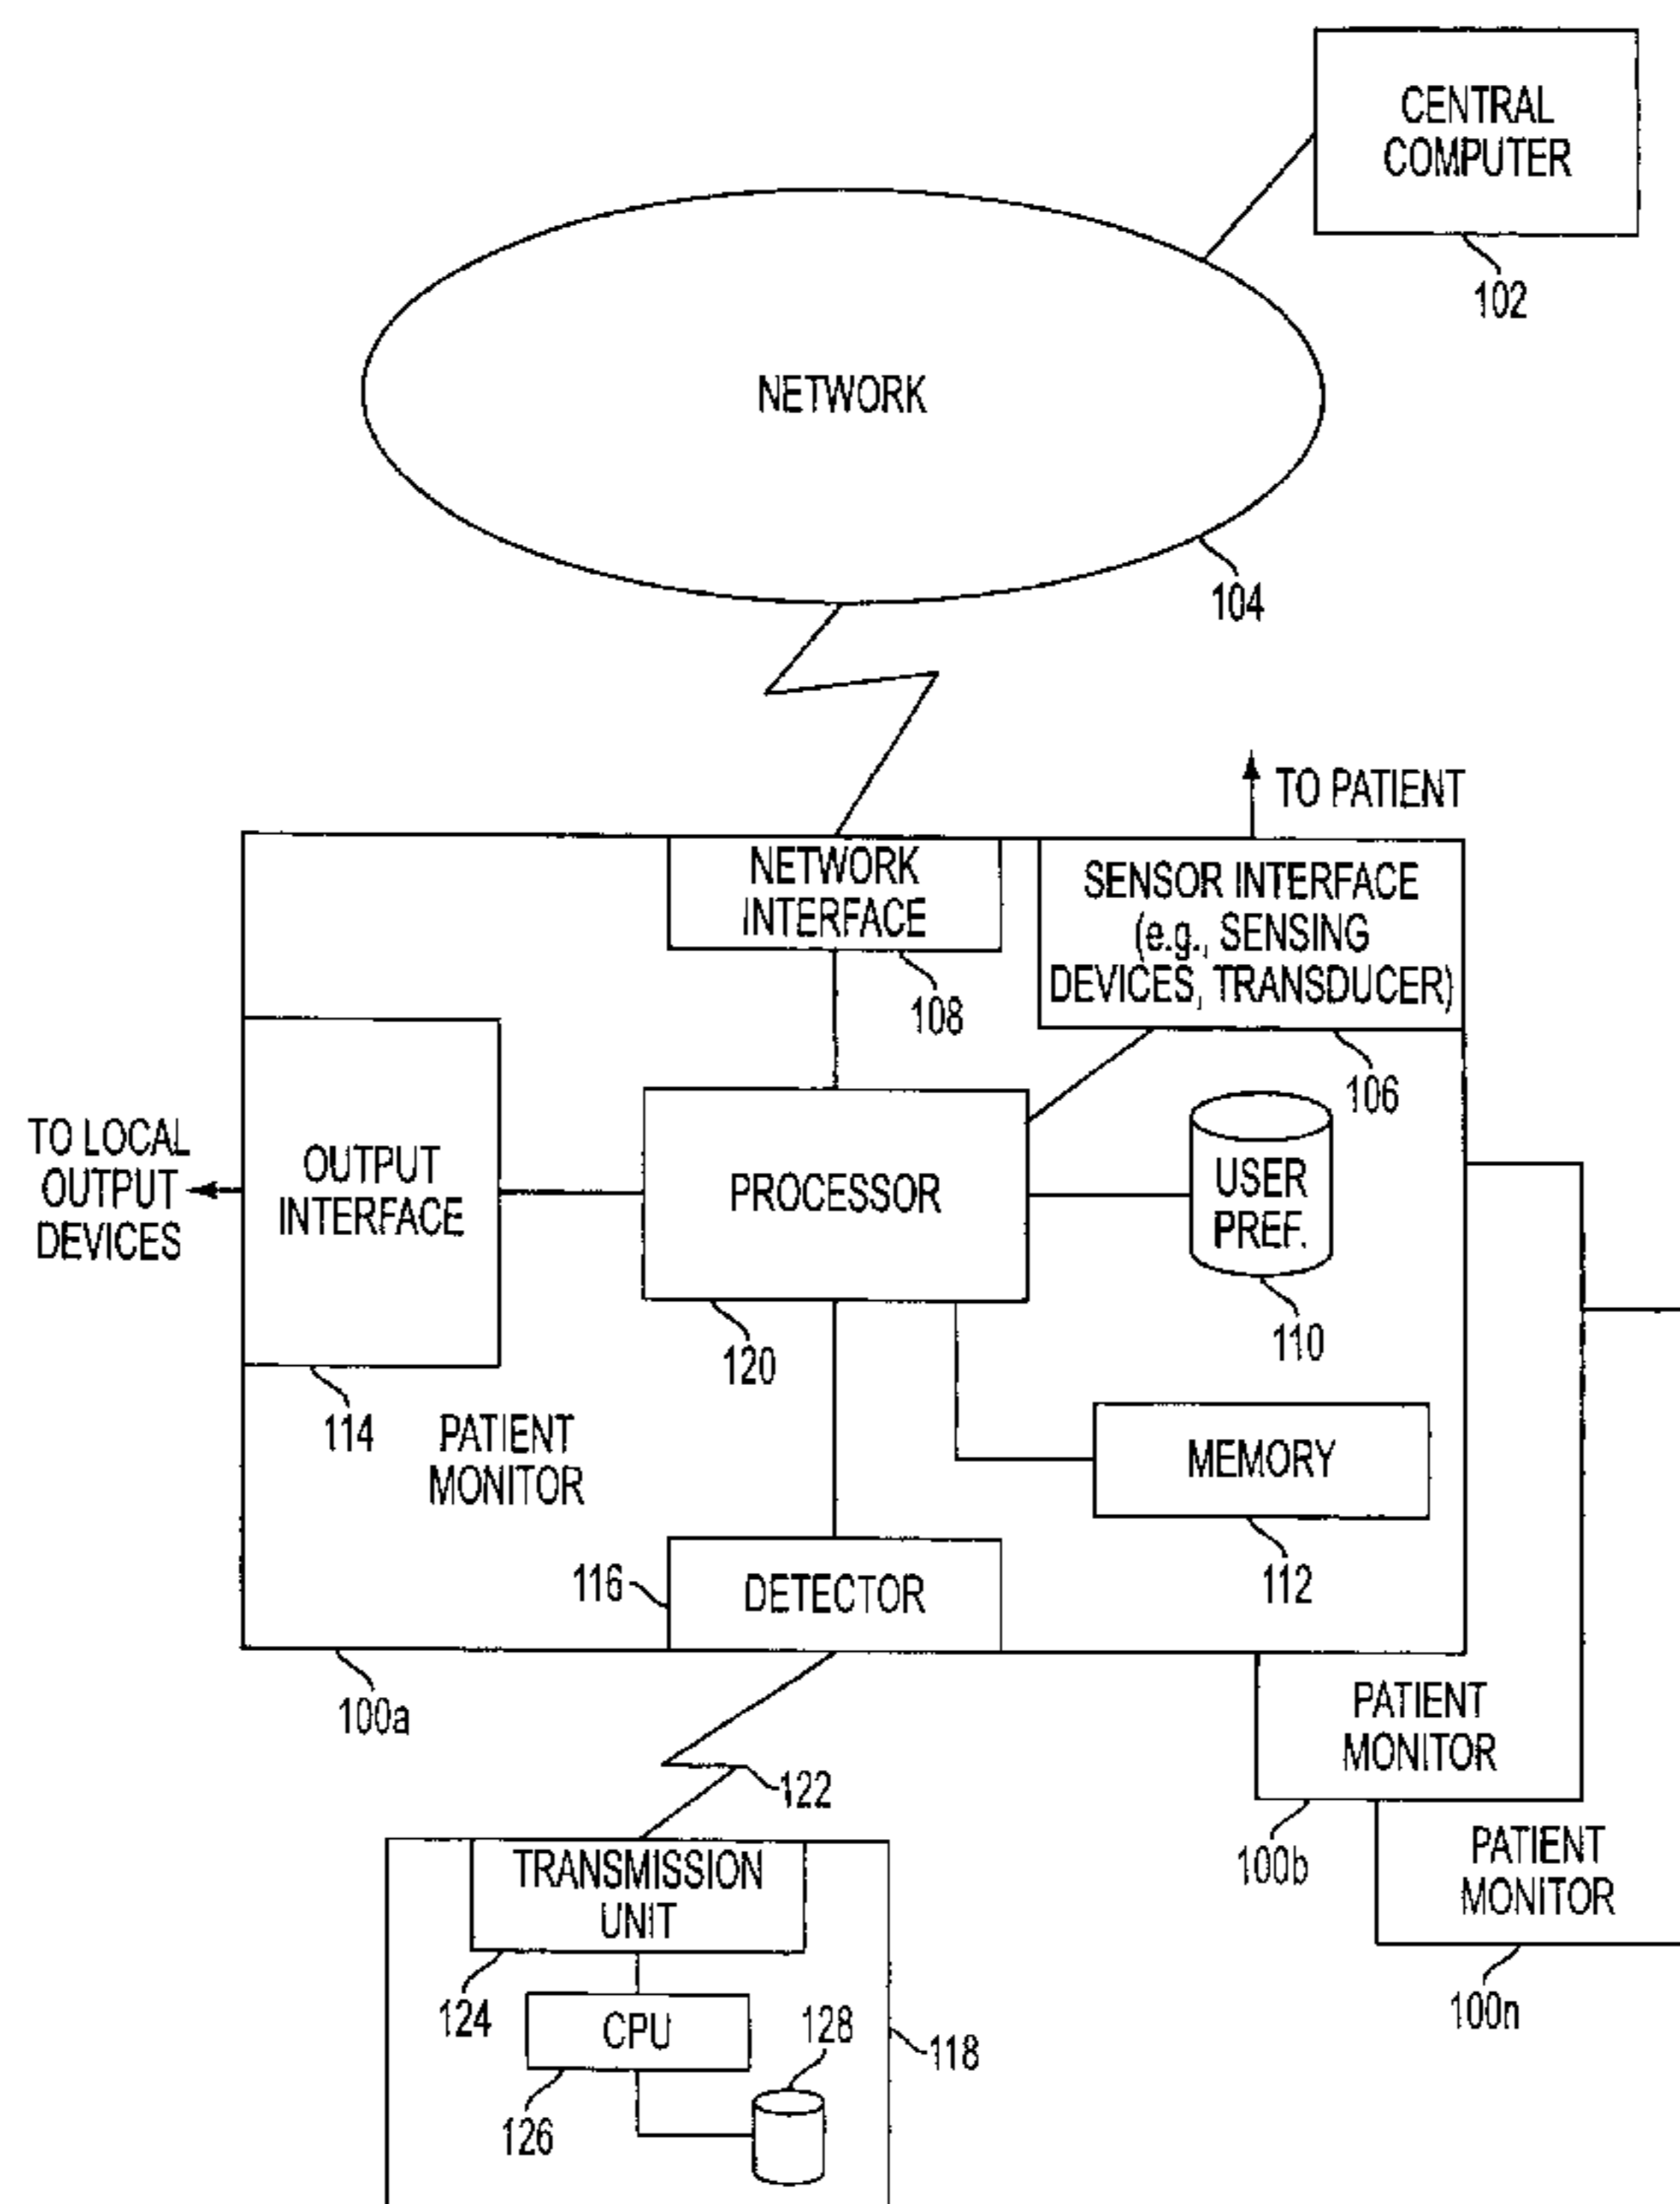 CENTRAL
COMPUTER
102
NETWORK
104
TO PATIENT
NETWORK
INTERFACE
108
SENSOR INTERFACE
(e.g., SENSING
DEVICES, TRANSDUCER)
106
TO LOCAL
OUTPUT
DEVICES
OUTPUT
INTERFACE
114
PROCESSOR
120
USER
PREF.
110
PATIENT
MONITOR
MEMORY
112
116
DETECTOR
100a
122
PATIENT
MONITOR
100b
PATIENT
MONITOR
100n
TRANSMISSION
UNIT
124
CPU
126
128
118